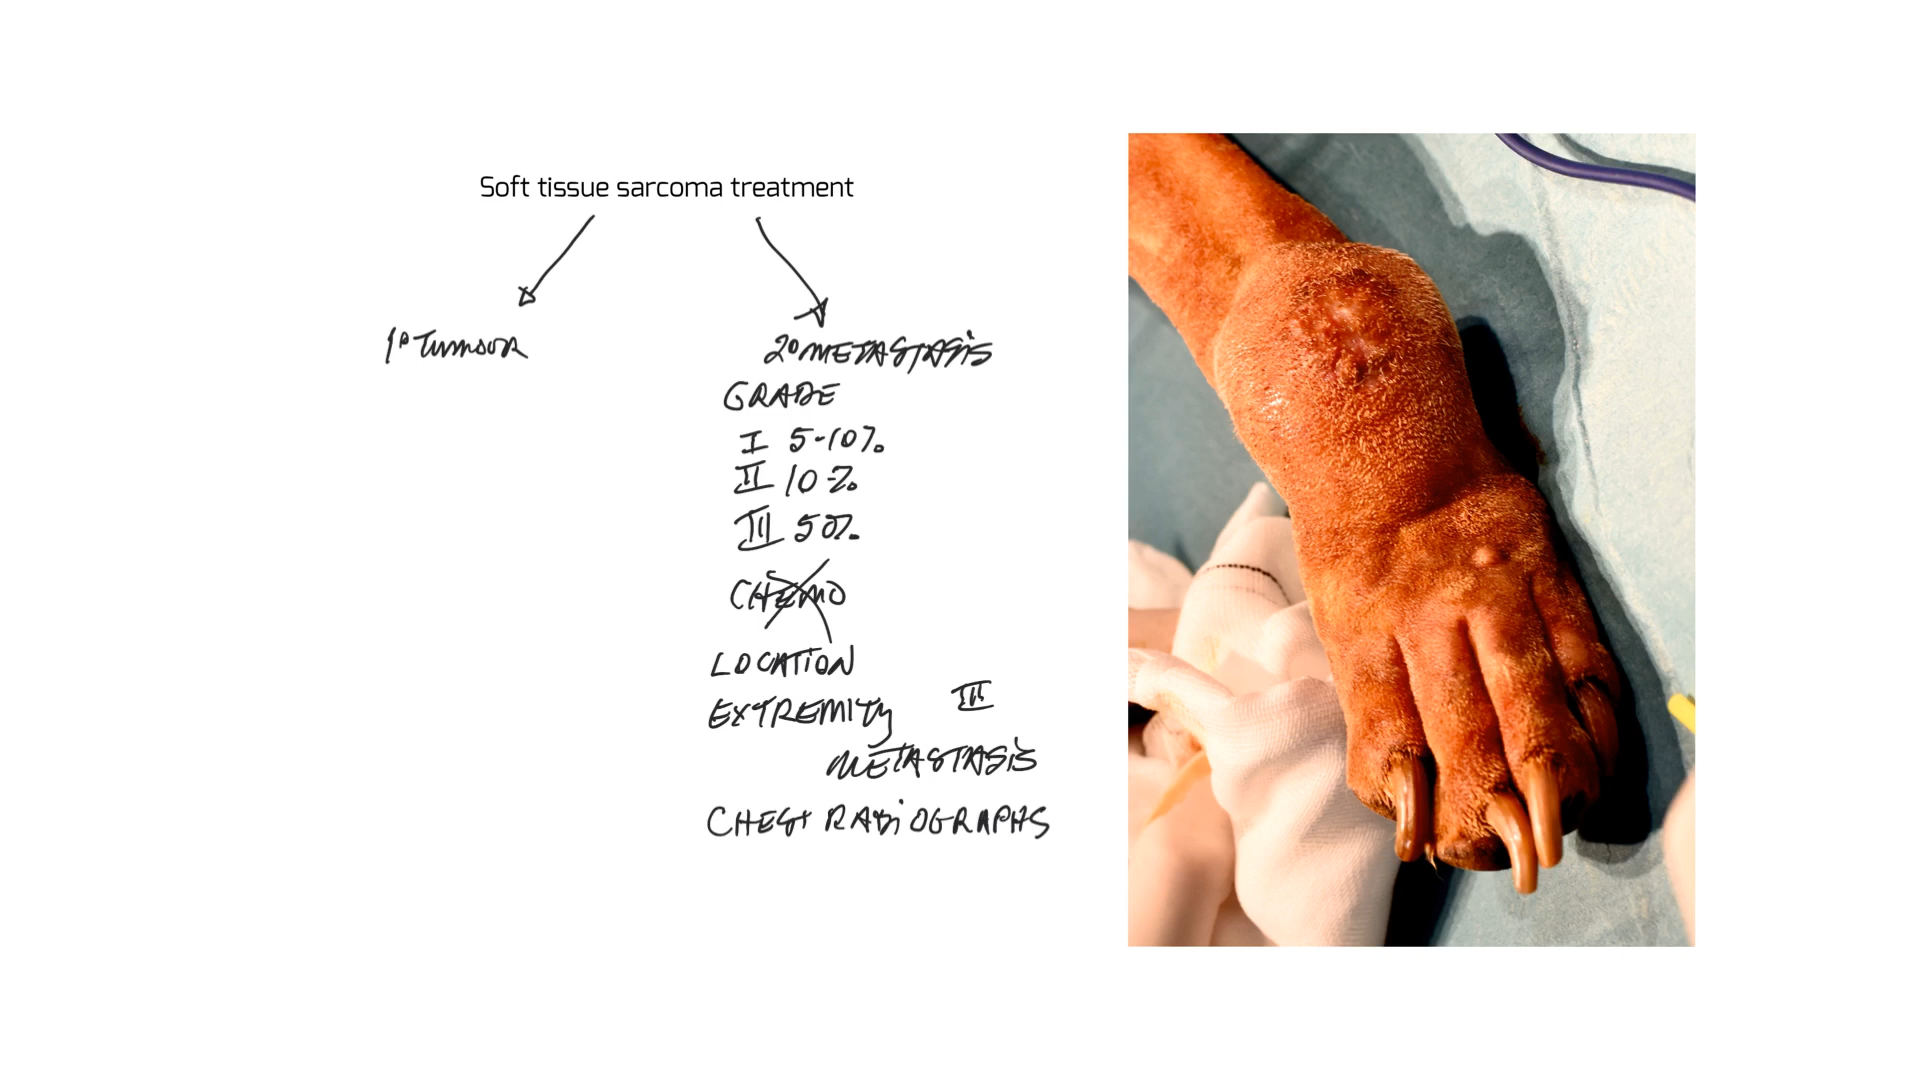 Soft tissue sarcoma treatment
1° TUMOUR
2° METASTASIS
GRADE
I 5-10%
II 10%
III 50%
CHEMO
LOCATION
EXTREMITY III
METASTASIS
CHEST RADIOGRAPHS